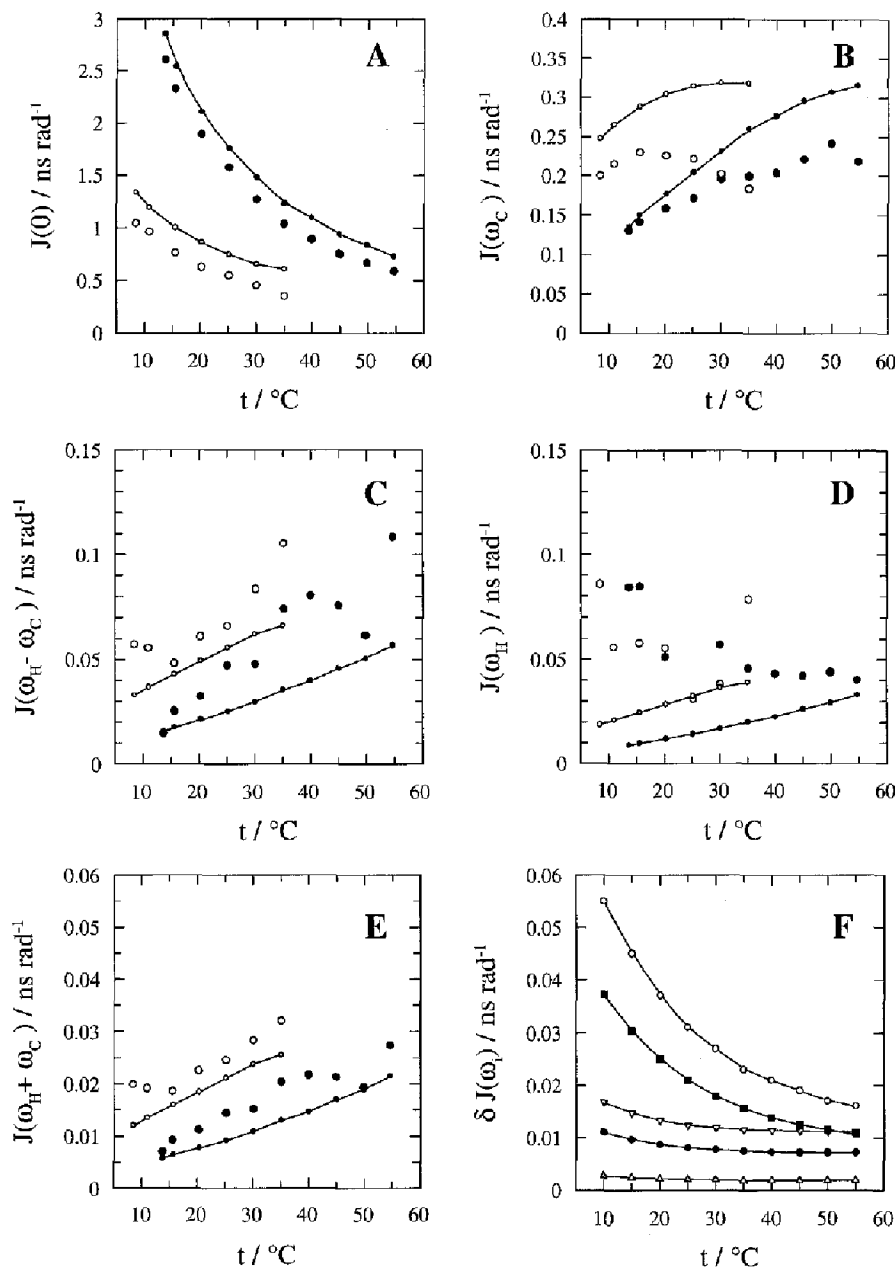 A
J(0) / ns rad⁻¹
3
2.5
2
1.5
1
0.5
0
10 20 30 40 50 60
t / °C
B
J(ω_C) / ns rad⁻¹
0.4
0.35
0.3
0.25
0.2
0.15
0.1
0.05
0
10 20 30 40 50 60
t / °C
C
J(ω_H - ω_C) / ns rad⁻¹
0.15
0.1
0.05
0
10 20 30 40 50 60
t / °C
D
J(ω_H) / ns rad⁻¹
0.15
0.1
0.05
0
10 20 30 40 50 60
t / °C
E
J(ω_H + ω_C) / ns rad⁻¹
0.06
0.05
0.04
0.03
0.02
0.01
0
10 20 30 40 50 60
t / °C
F
δ J(ω_i) / ns rad⁻¹
0.06
0.05
0.04
0.03
0.02
0.01
0
10 20 30 40 50 60
t / °C